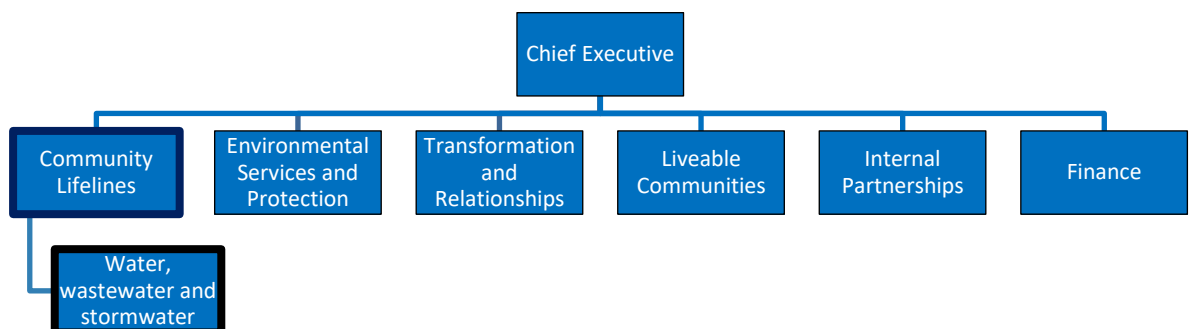 Chief Executive
Community
Lifelines
Environmental
Services and
Protection
Transformation
and
Relationships
Liveable
Communities
Internal
Partnerships
Finance
Water,
wastewater and
stormwater